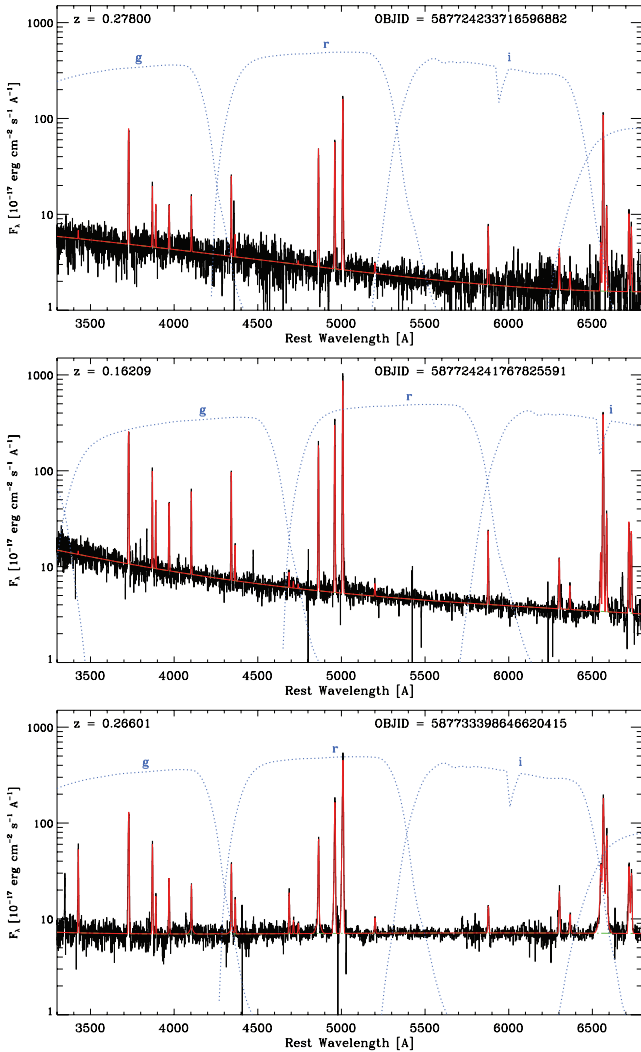 z = 0.27800 OBJID = 587724233716596882
g r i
1000
100
10
1
Fλ [10⁻¹⁷ erg cm⁻² s⁻¹ A⁻¹]
3500 4000 4500 5000 5500 6000 6500
Rest Wavelength [A]
z = 0.16209 OBJID = 587724241767825591
g r i
1000
100
10
1
Fλ [10⁻¹⁷ erg cm⁻² s⁻¹ A⁻¹]
3500 4000 4500 5000 5500 6000 6500
Rest Wavelength [A]
z = 0.26601 OBJID = 587733398646620415
g r i
1000
100
10
1
Fλ [10⁻¹⁷ erg cm⁻² s⁻¹ A⁻¹]
3500 4000 4500 5000 5500 6000 6500
Rest Wavelength [A]